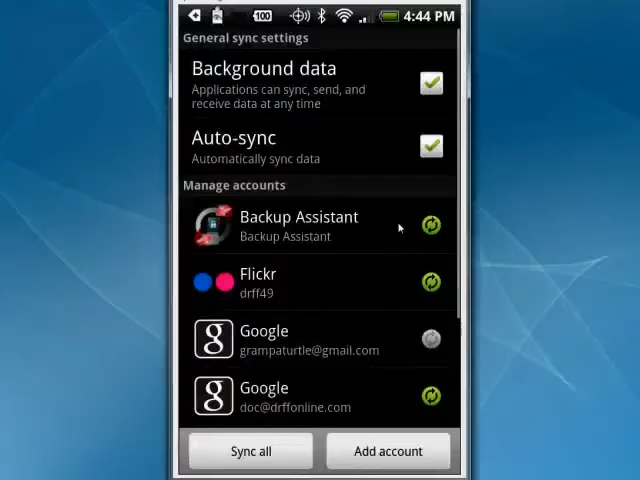 100 4:44 PM
General sync settings
Background data
Applications can sync, send, and
receive data at any time
Auto-sync
Automatically sync data
Manage accounts
Backup Assistant
Backup Assistant
Flickr
drff49
g Google
grampaturtle@gmail.com
g Google
doc@drffonline.com
Sync all Add account